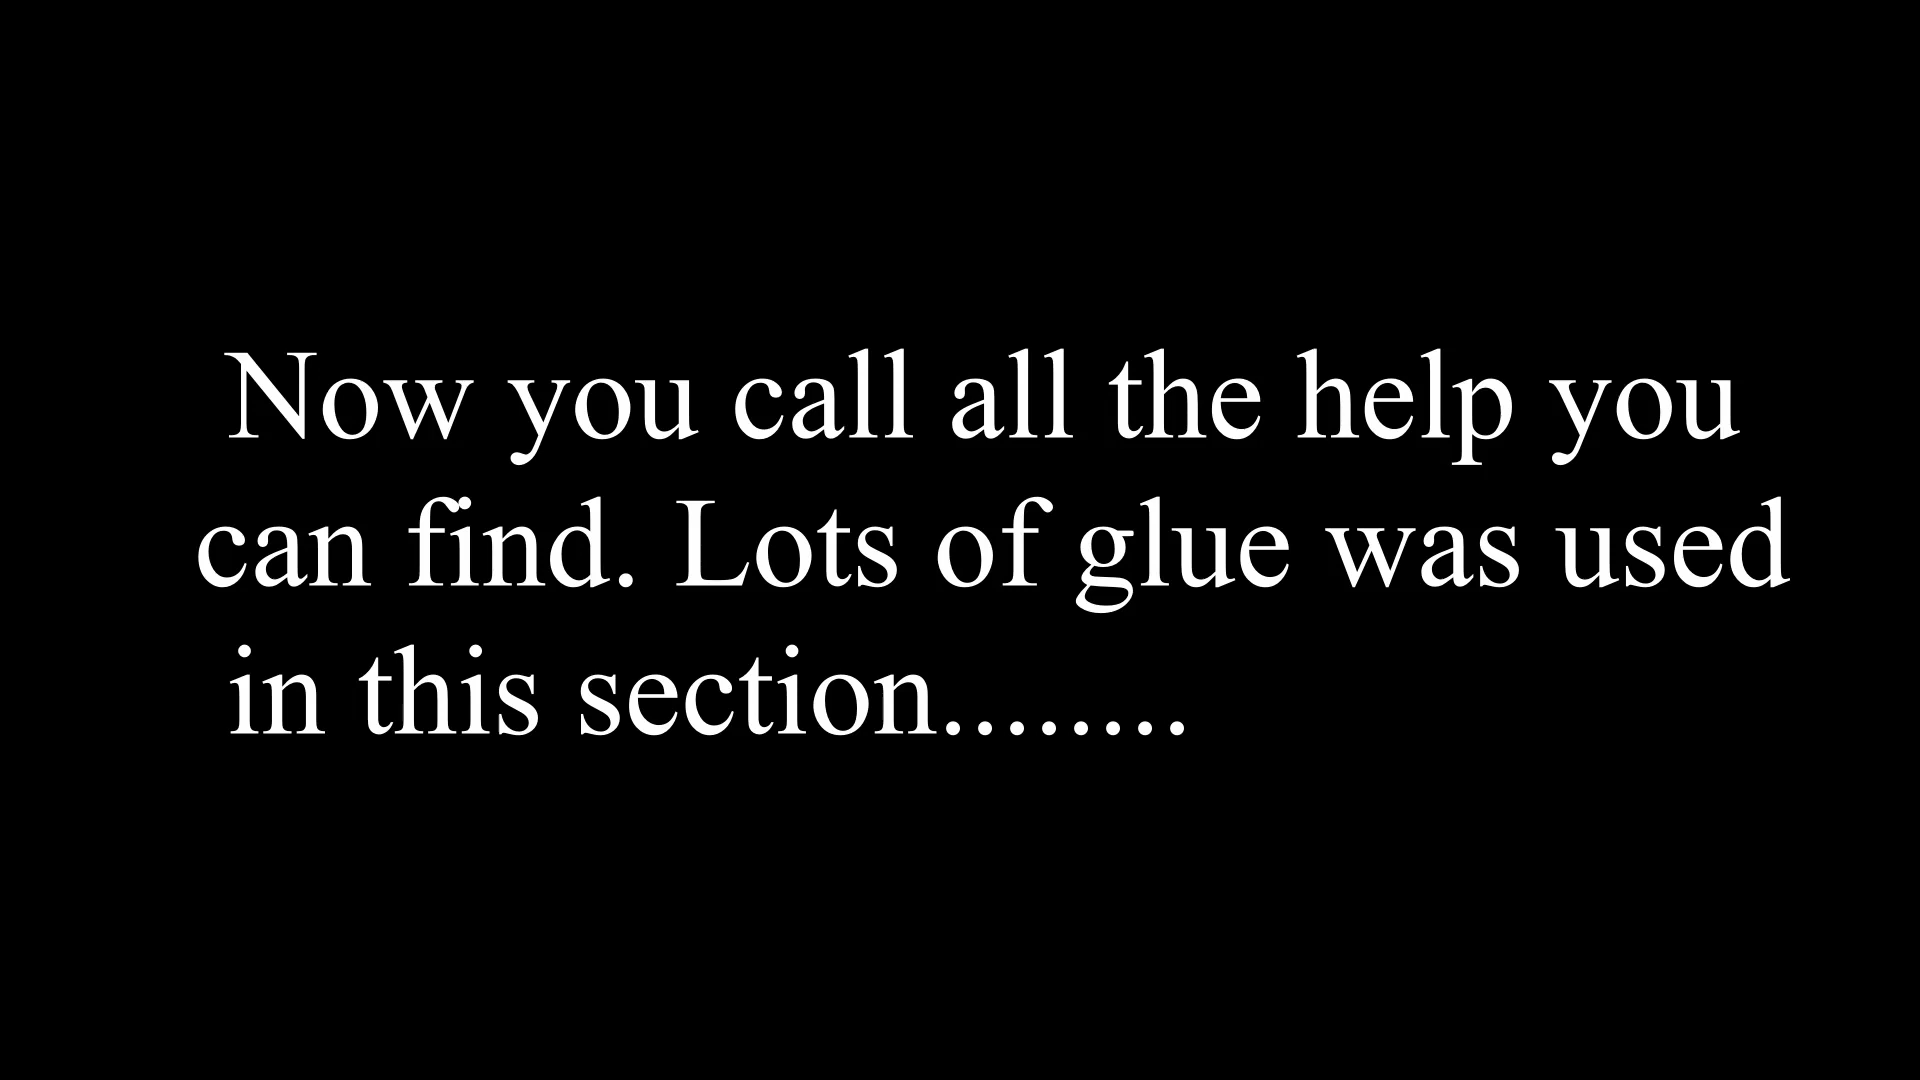 Now you call all the help you
can find. Lots of glue was used
in this section........